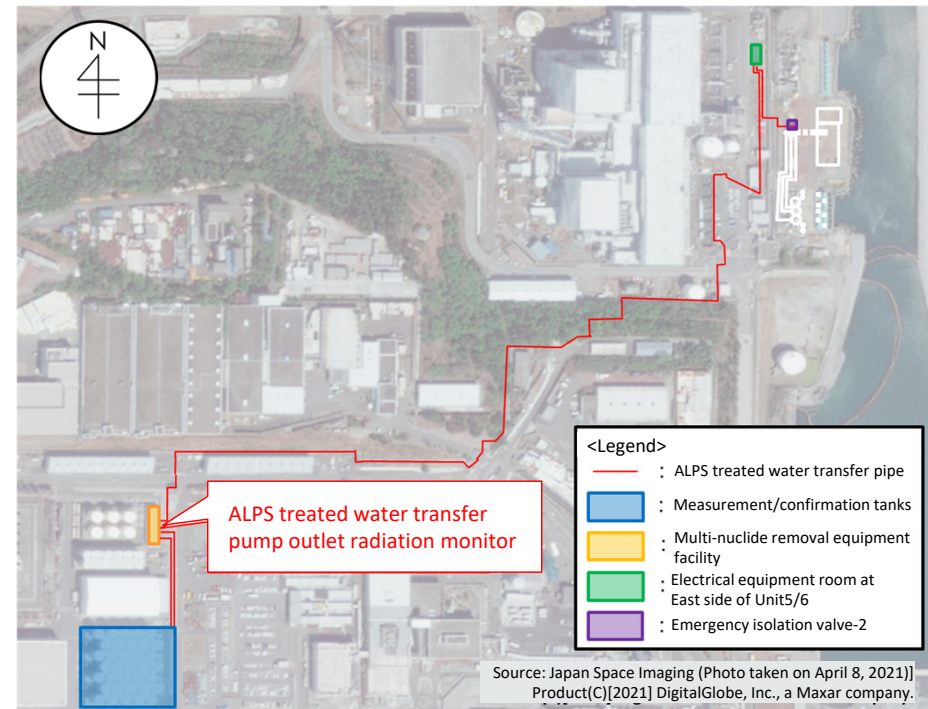 N
ALPS treated water transfer
pump outlet radiation monitor
<Legend>
: ALPS treated water transfer pipe
: Measurement/confirmation tanks
: Multi-nuclide removal equipment
facility
: Electrical equipment room at
East side of Unit5/6
: Emergency isolation valve-2
Source: Japan Space Imaging (Photo taken on April 8, 2021)]
Product(C)[2021] DigitalGlobe, Inc., a Maxar company.